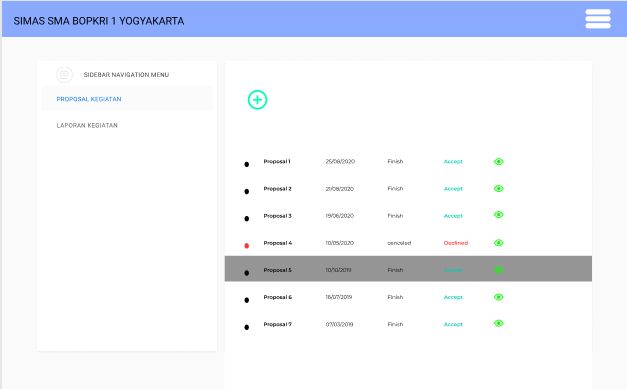 SIMAS SMA BOPKRI 1 YOGYAKARTA
SIDEBAR NAVIGATION MENU
PROPOSAL KEGIATAN
LAPORAN KEGIATAN
Proposal 1 25/08/2020 Finish Accept
Proposal 2 21/08/2020 Finish Accept
Proposal 3 19/06/2020 Finish Accept
Proposal 4 10/05/2020 canceled Declined
Proposal 5 10/10/2019 Finish Accept
Proposal 6 16/07/2019 Finish Accept
Proposal 7 07/03/2019 Finish Accept